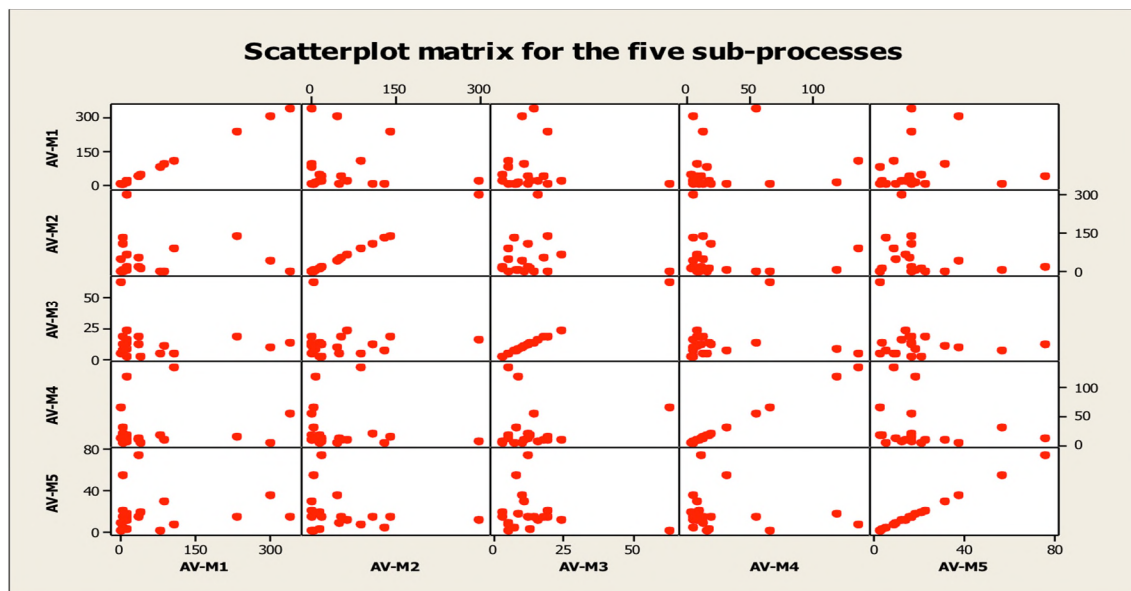 Scatterplot matrix for the five sub-processes
0 150 300 0 50 100
300
150
0
AV-M1
AV-M2
300
150
0
50
25
0
AV-M3
AV-M4
100
50
0
80
40
0
AV-M5
0 150 300 0 25 50 0 40 80
AV-M1 AV-M2 AV-M3 AV-M4 AV-M5